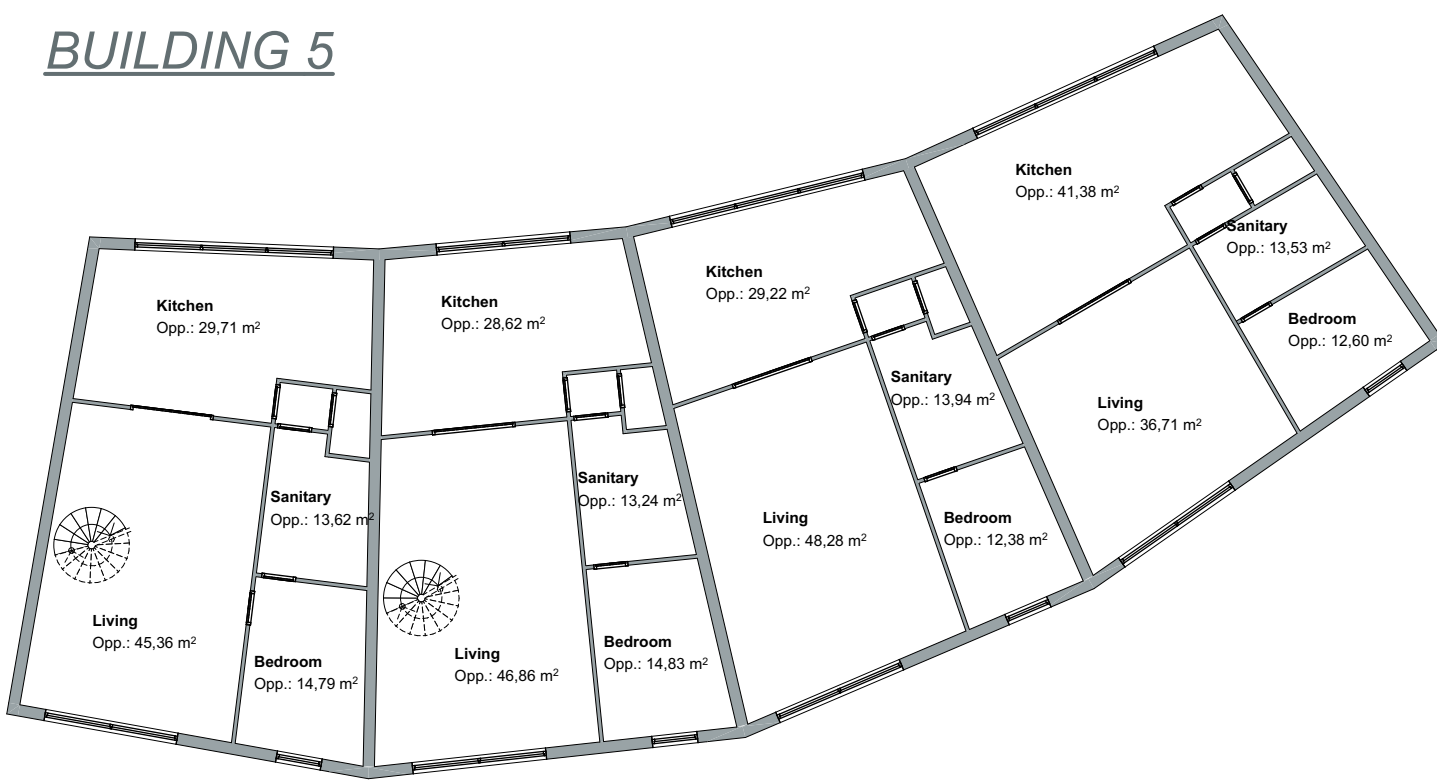 BUILDING 5
Kitchen
Opp.: 29,71 m²
Living
Opp.: 45,36 m²
Sanitary
Opp.: 13,62 m²
Bedroom
Opp.: 14,79 m²
Kitchen
Opp.: 28,62 m²
Living
Opp.: 46,86 m²
Sanitary
Opp.: 13,24 m²
Bedroom
Opp.: 14,83 m²
Kitchen
Opp.: 29,22 m²
Living
Opp.: 48,28 m²
Sanitary
Opp.: 13,94 m²
Bedroom
Opp.: 12,38 m²
Kitchen
Opp.: 41,38 m²
Living
Opp.: 36,71 m²
Sanitary
Opp.: 13,53 m²
Bedroom
Opp.: 12,60 m²